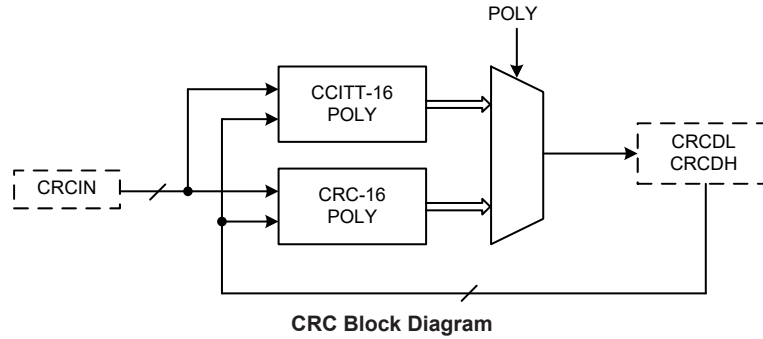 POLY
CCITT-16
POLY
CRCDL
CRCDH
CRCIN
CRC-16
POLY
CRC Block Diagram